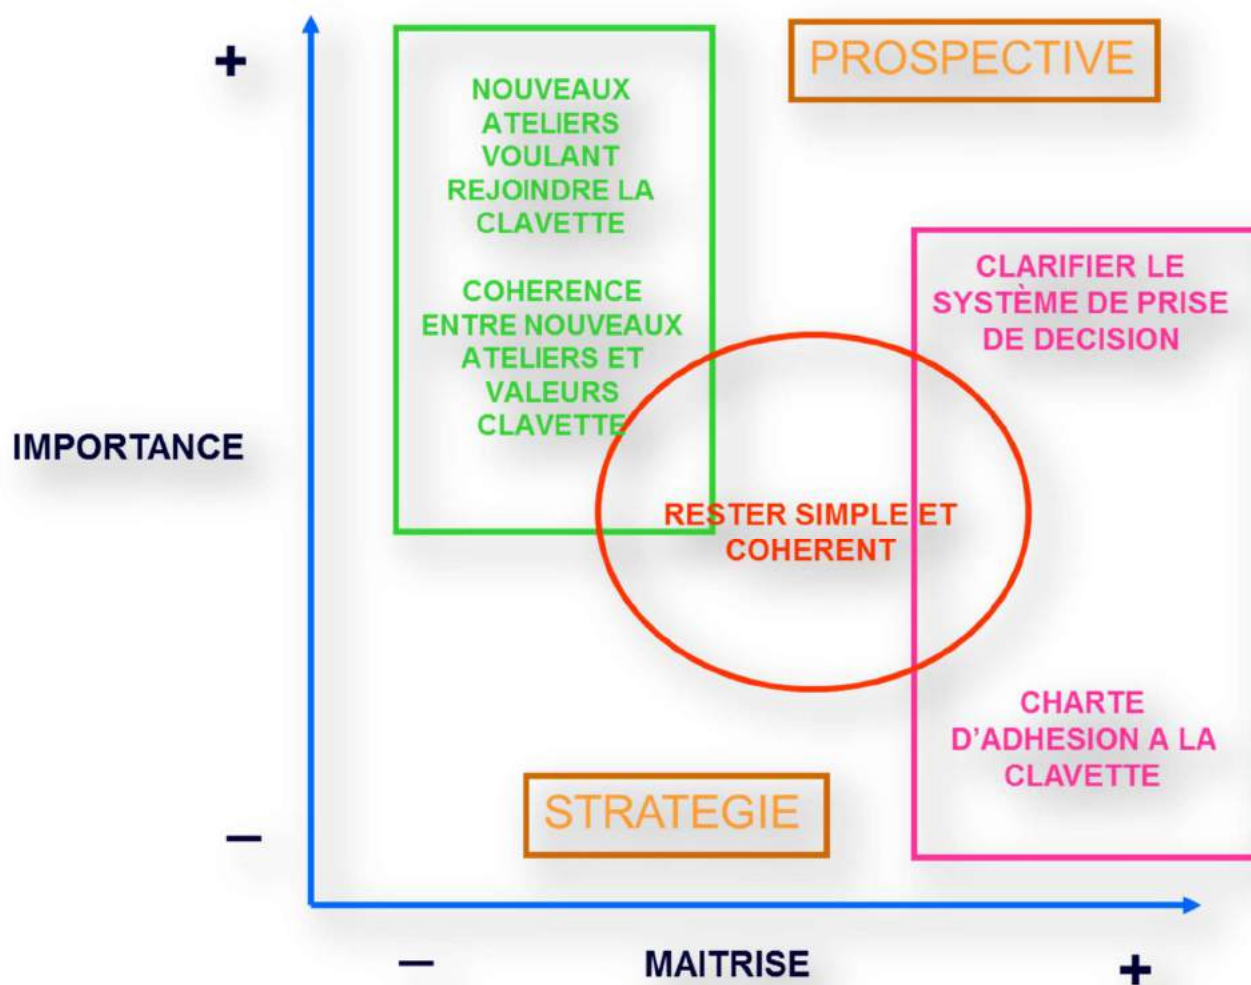 +
PROSPECTIVE
NOUVEAUX
ATELIERS
VOULANT
REJOINDRE LA
CLAVETTE
COHERENCE
ENTRE NOUVEAUX
ATELIERS ET
VALEURS
CLAVETTE
CLARIFIER LE
SYSTÈME DE PRISE
DE DECISION
IMPORTANCE
RESTER SIMPLE ET
COHERENT
CHARTE
D’ADHESION A LA
CLAVETTE
STRATEGIE
–
–
MAITRISE
+